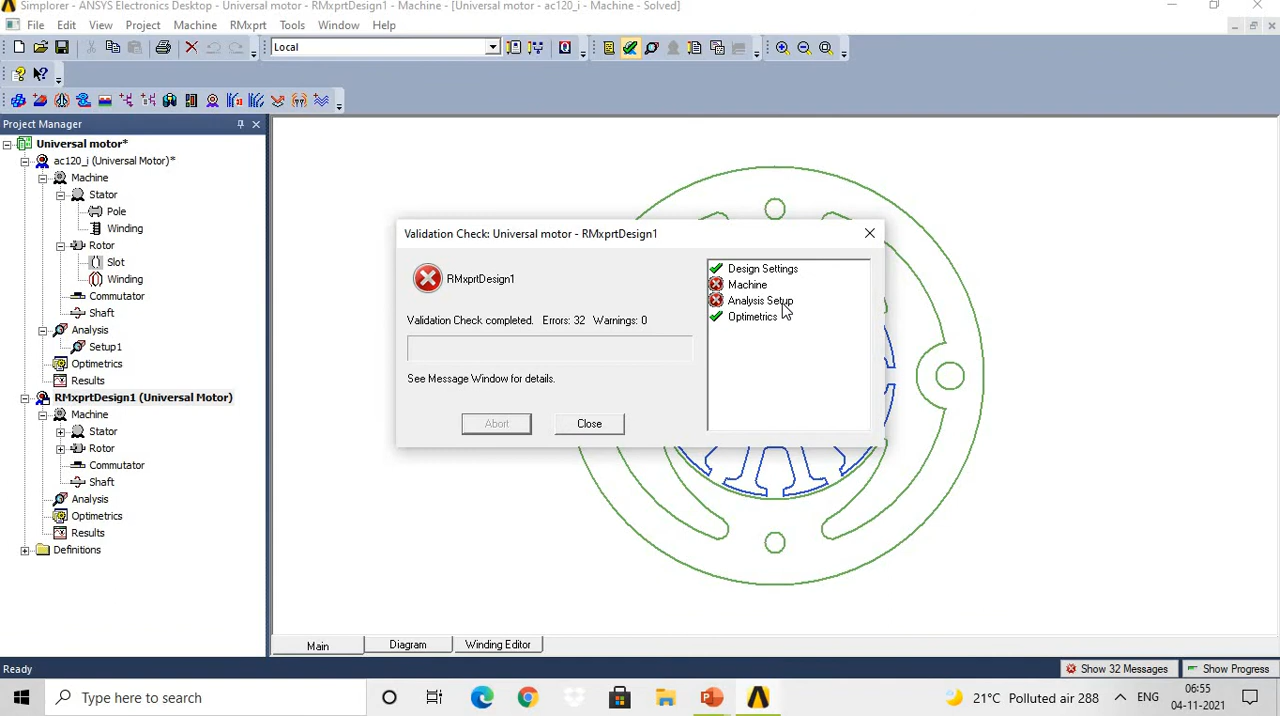 Simplorer - ANSYS Electronics Desktop - Universal motor - RMxprtDesign1 - Machine - [Universal motor - ac120_i - Machine - Solved]
File Edit View Project Machine RMxprt Tools Window Help
Local
Project Manager
Universal motor*
ac120_i (Universal Motor)*
Machine
Stator
Pole
Winding
Rotor
Slot
Winding
Commutator
Shaft
Analysis
Setup1
Optimetrics
Results
RMxprtDesign1 (Universal Motor)
Machine
Stator
Rotor
Commutator
Shaft
Analysis
Optimetrics
Results
Definitions
Validation Check: Universal motor - RMxprtDesign1
RMxprtDesign1
Validation Check completed. Errors: 32 Warnings: 0
See Message Window for details.
Abort Close
Design Settings
Machine
Analysis Setup
Optimetrics
Main Diagram Winding Editor
Ready
Show 32 Messages Show Progress
Type here to search
21°C Polluted air 288
ENG
06:55
04-11-2021